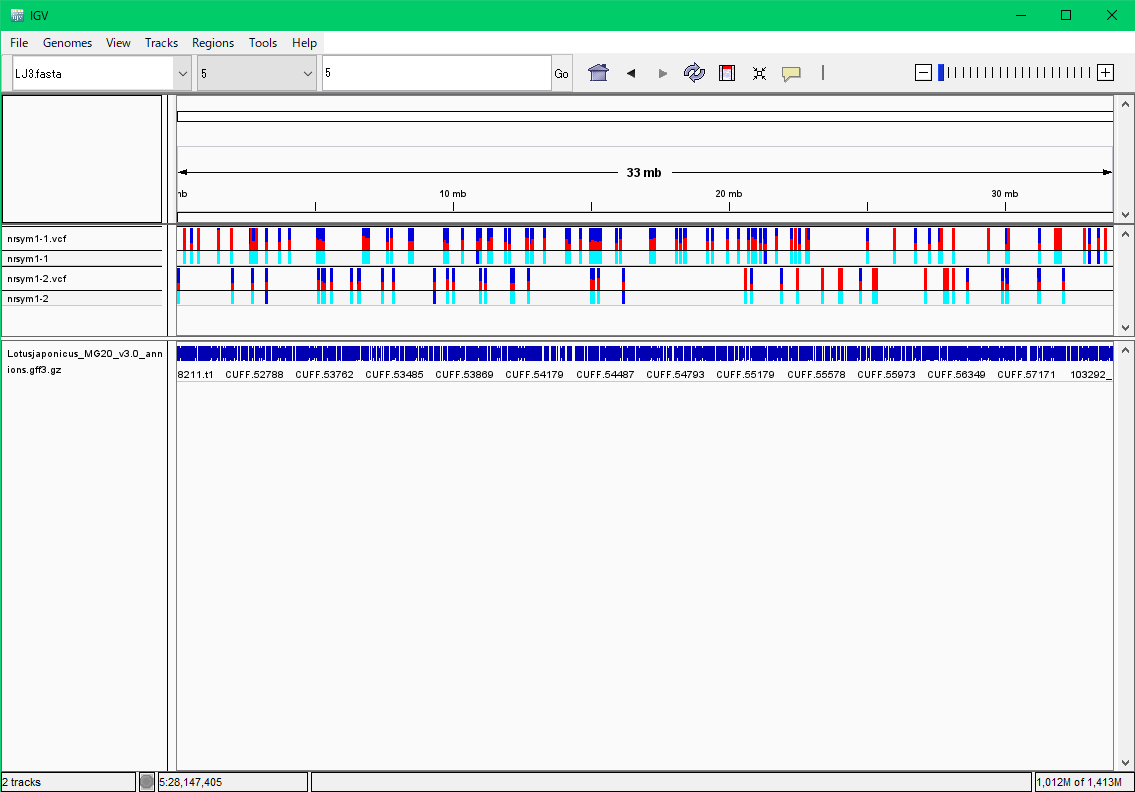 IGV
File Genomes View Tracks Regions Tools Help
LJ3.fasta 5 5 Go
33 mb
10 mb 20 mb 30 mb
nrsym1-1.vcf
nrsym1-1
nrsym1-2.vcf
nrsym1-2
Lotusjaponicus_MG20_v3.0_ann
ions.gff3.gz
8211.t1 CUFF.52788 CUFF.53762 CUFF.53485 CUFF.53869 CUFF.54179 CUFF.54487 CUFF.54793 CUFF.55179 CUFF.55578 CUFF.55973 CUFF.56349 CUFF.57171 103292_
2 tracks 5:28,147,405 1,012M of 1,413M